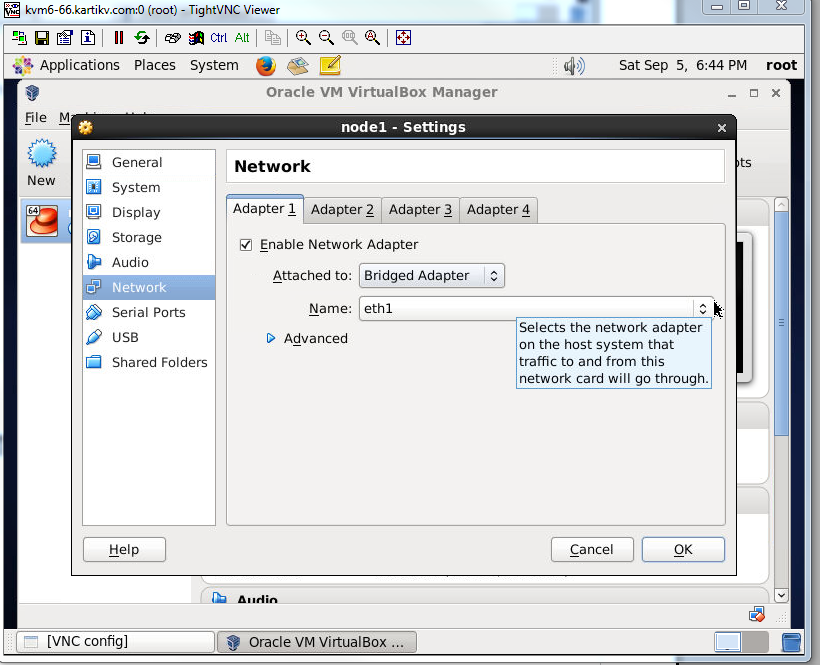 kvm6-66.kartikv.com:0 (root) - TightVNC Viewer
Ctrl Alt
Applications Places System Sat Sep 5, 6:44 PM root
Oracle VM VirtualBox Manager
File
node1 - Settings
New
64
General
System
Display
Storage
Audio
Network
Serial Ports
USB
Shared Folders
Network
Adapter 1 Adapter 2 Adapter 3 Adapter 4
Enable Network Adapter
Attached to: Bridged Adapter
Name: eth1
Advanced
Selects the network adapter
on the host system that
traffic to and from this
network card will go through.
Help Cancel OK
Audio
[VNC config] Oracle VM VirtualBox ...